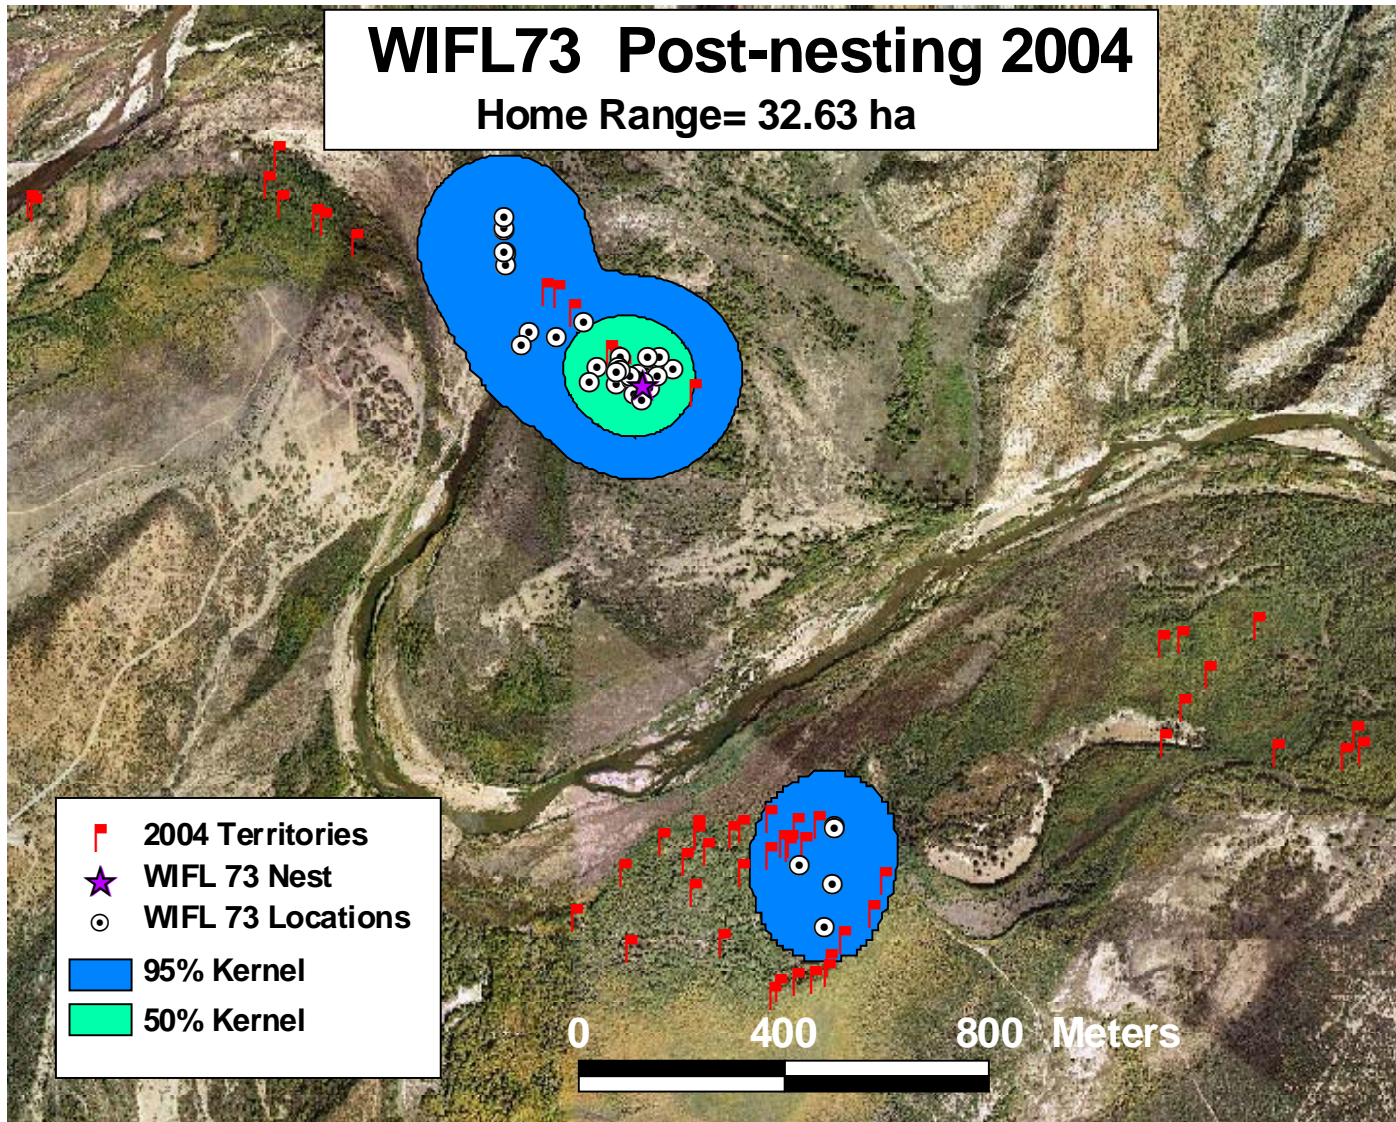 WIFL73 Post-nesting 2004
Home Range= 32.63 ha
2004 Territories
WIFL 73 Nest
WIFL 73 Locations
95% Kernel
50% Kernel
0 400 800 Meters